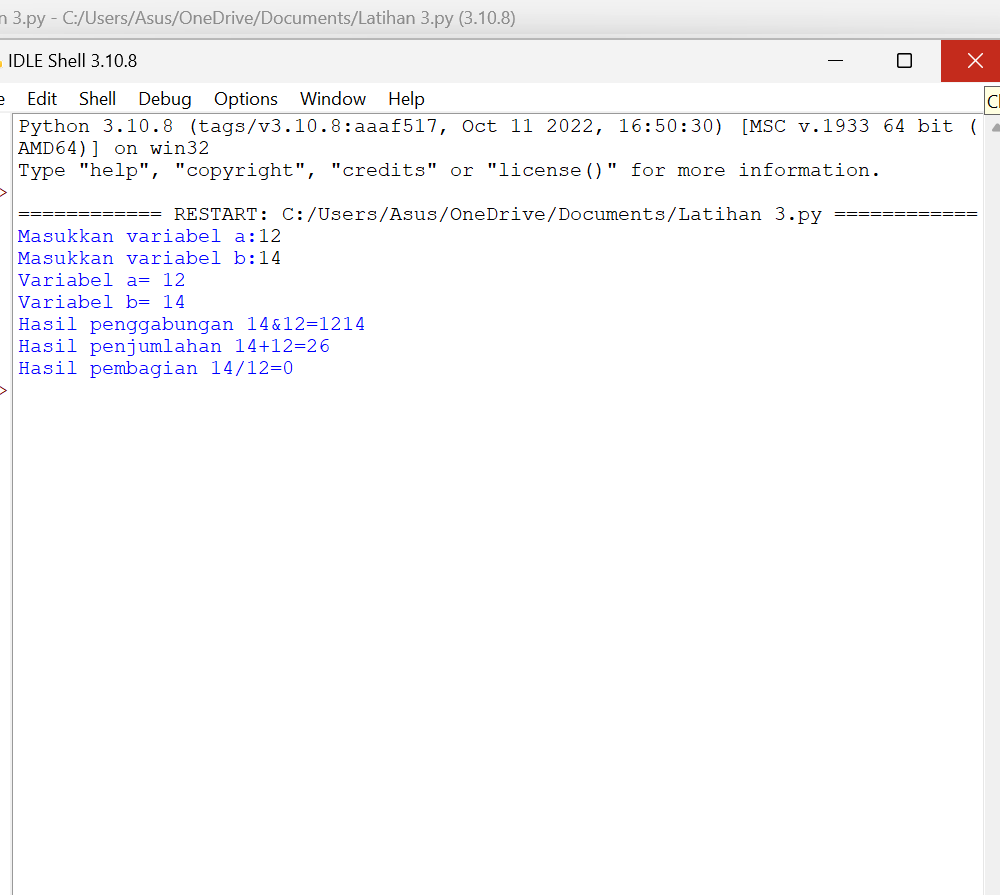 n 3.py - C:/Users/Asus/OneDrive/Documents/Latihan 3.py (3.10.8)
IDLE Shell 3.10.8
e Edit Shell Debug Options Window Help
Python 3.10.8 (tags/v3.10.8:aaaf517, Oct 11 2022, 16:50:30) [MSC v.1933 64 bit (
AMD64)] on win32
Type "help", "copyright", "credits" or "license()" for more information.
>
============ RESTART: C:/Users/Asus/OneDrive/Documents/Latihan 3.py ============
Masukkan variabel a:12
Masukkan variabel b:14
Variabel a= 12
Variabel b= 14
Hasil penggabungan 14&12=1214
Hasil penjumlahan 14+12=26
Hasil pembagian 14/12=0
>